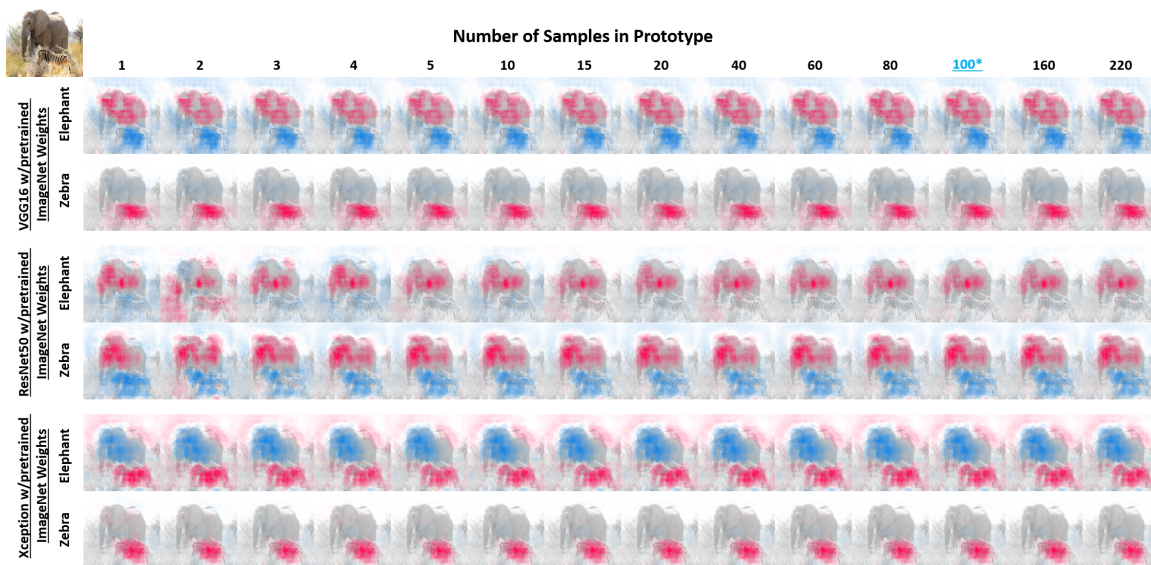 Number of Samples in Prototype
1 2 3 4 5 10 15 20 40 60 80 100* 160 220
VGG16 w/pretrained
ImageNet Weights
Elephant
Zebra
ResNet50 w/pretrained
ImageNet Weights
Elephant
Zebra
Xception w/pretrained
ImageNet Weights
Elephant
Zebra